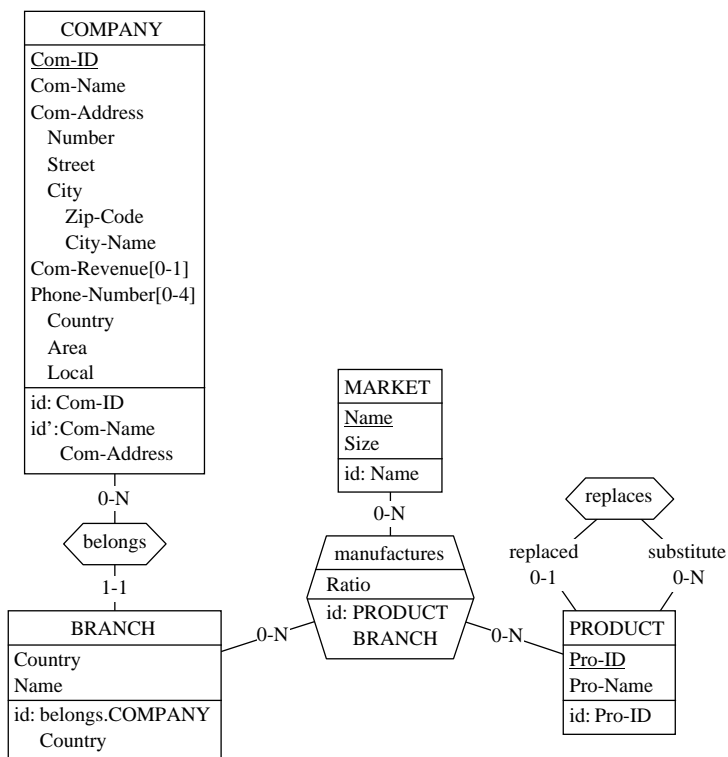 COMPANY
Com-ID
Com-Name
Com-Address
Number
Street
City
Zip-Code
City-Name
Com-Revenue[0-1]
Phone-Number[0-4]
Country
Area
Local
id: Com-ID
id':Com-Name
Com-Address
0-N
belongs
1-1
BRANCH
Country
Name
id: belongs.COMPANY
Country
0-N
MARKET
Name
Size
id: Name
0-N
manufactures
Ratio
id: PRODUCT
BRANCH
0-N
replaces
replaced
0-1
substitute
0-N
PRODUCT
Pro-ID
Pro-Name
id: Pro-ID